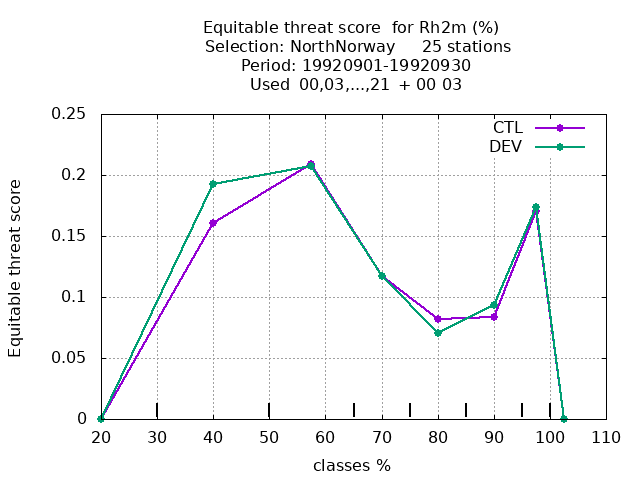 Equitable threat score  for Rh2m (%)
Selection: NorthNorway     25 stations
Period: 19920901-19920930
Used  00,03,...,21  + 00 03
0.25
CTL
DEV
0.2
0.15
0.1
0.05
0
Equitable threat score
20 30 40 50 60 70 80 90 100 110
classes %